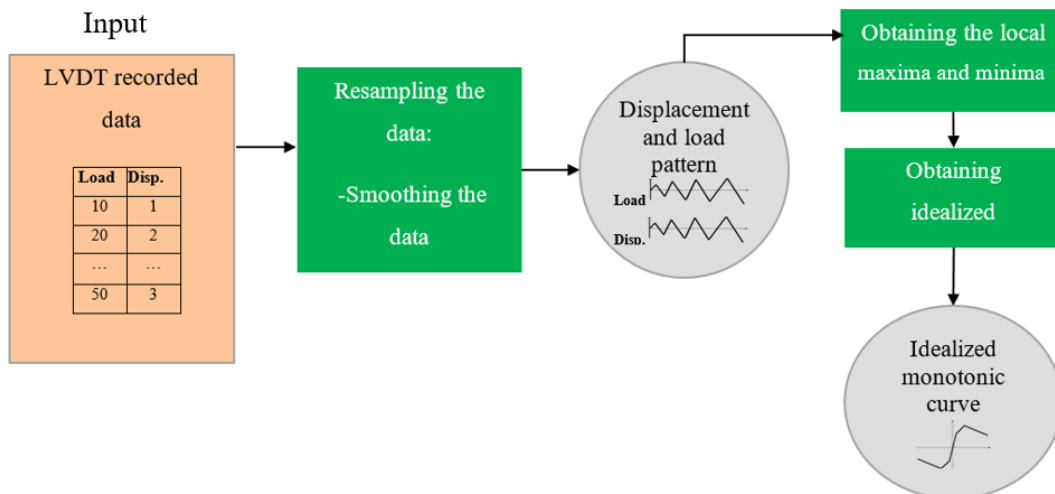 Input
LVDT recorded
data
Load Disp.
10 1
20 2
... ...
50 3
Resampling the
data:
-Smoothing the
data
Displacement
and load
pattern
Load
Disp.
Obtaining the local
maxima and minima
Obtaining
idealized
Idealized
monotonic
curve